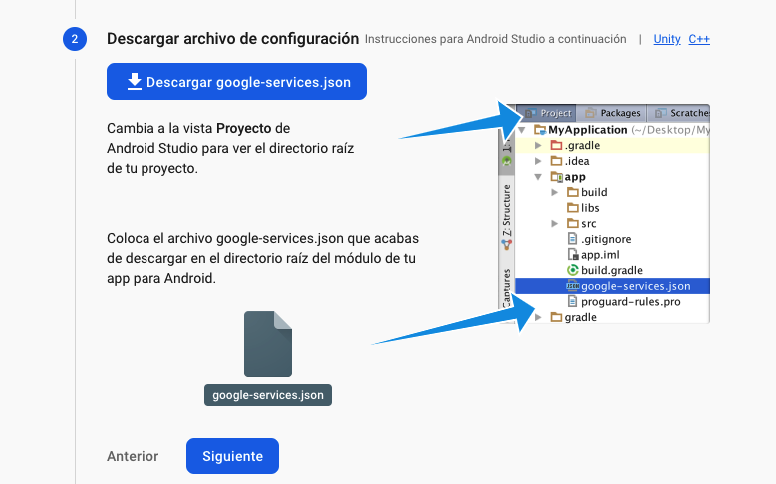 2
Descargar archivo de configuración Instrucciones para Android Studio a continuación | Unity C++
Descargar google-services.json
Cambia a la vista Proyecto de
Android Studio para ver el directorio raíz
de tu proyecto.
Coloca el archivo google-services.json que acabas
de descargar en el directorio raíz del módulo de tu
app para Android.
google-services.json
Project Packages Scratches
MyApplication (~/Desktop/My
.gradle
.idea
app
build
libs
src
.gitignore
app.iml
build.gradle
google-services.json
proguard-rules.pro
gradle
1:
Z: Structure
Captures
Anterior
Siguiente